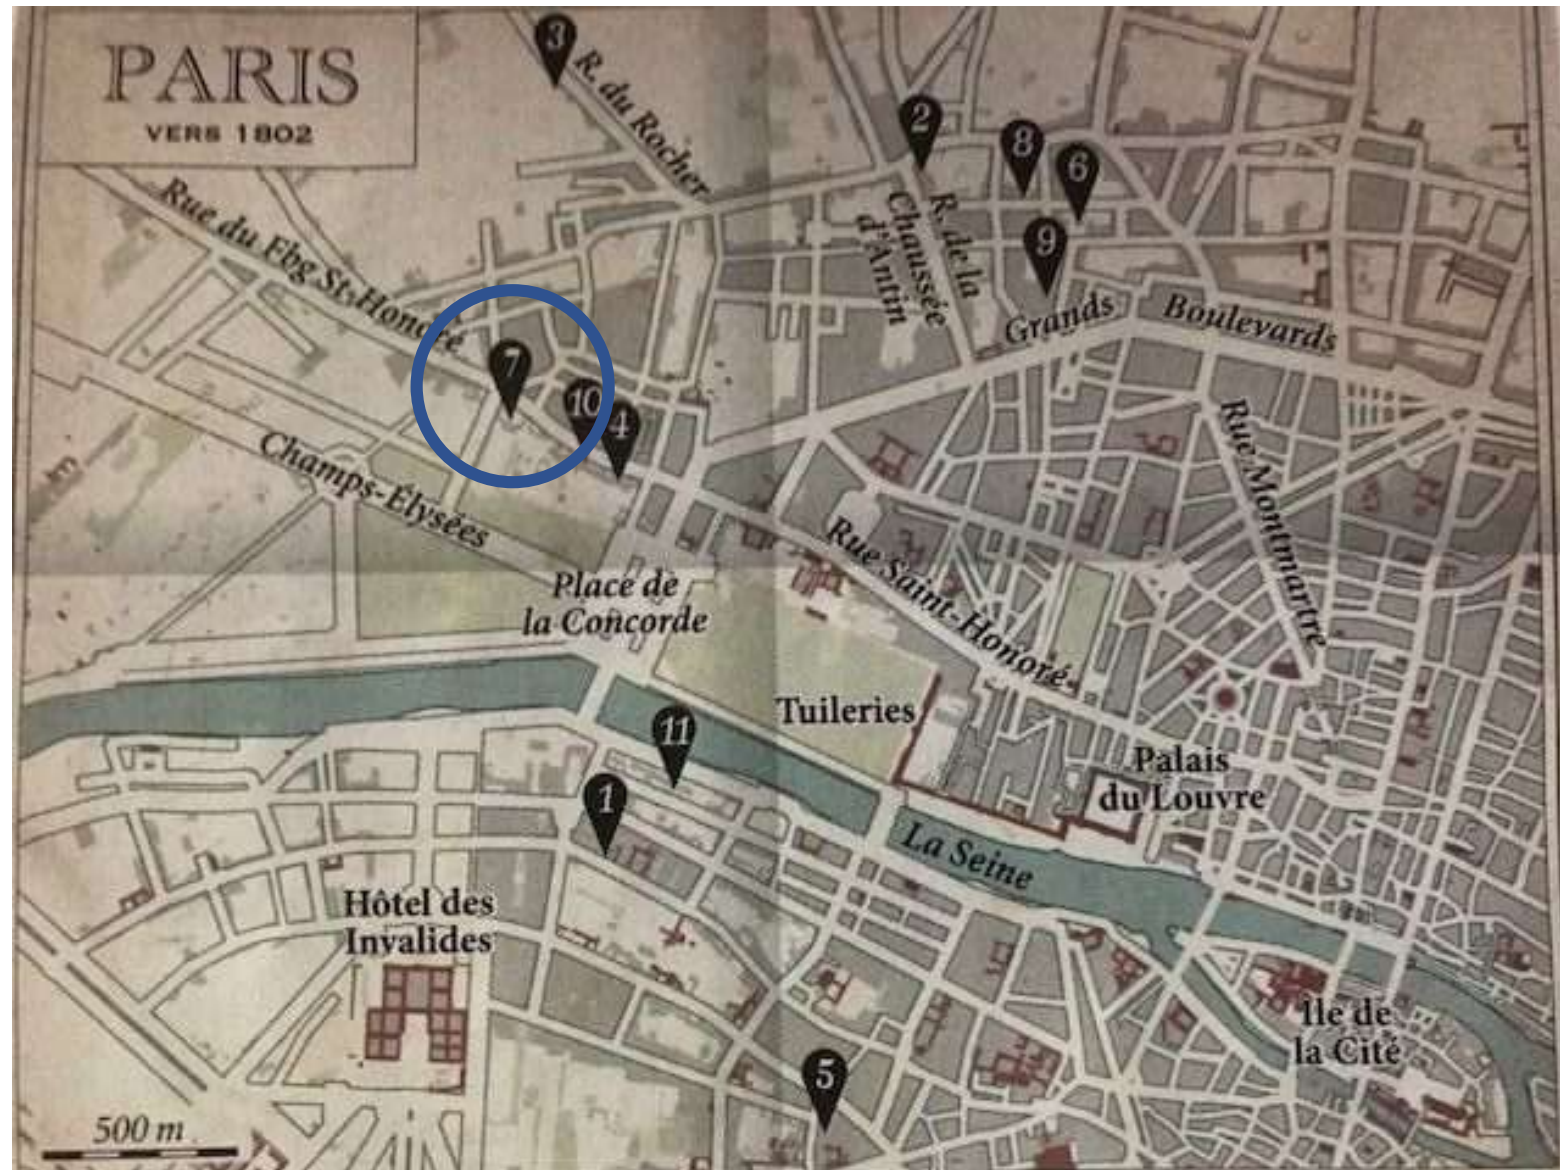 PARIS
VERS 1802
3
R. du Rocher
2
8
6
9
Rue du Fbg St-Honoré
R. de la
Chaussée
d'Antin
Grands
Boulevards
7
10
4
Champs-Élysées
Rue Montmartre
Rue Saint-Honoré
Place de
la Concorde
Tuileries
11
1
Palais
du Louvre
La Seine
Hôtel des
Invalides
Ile de
la Cité
5
500 m